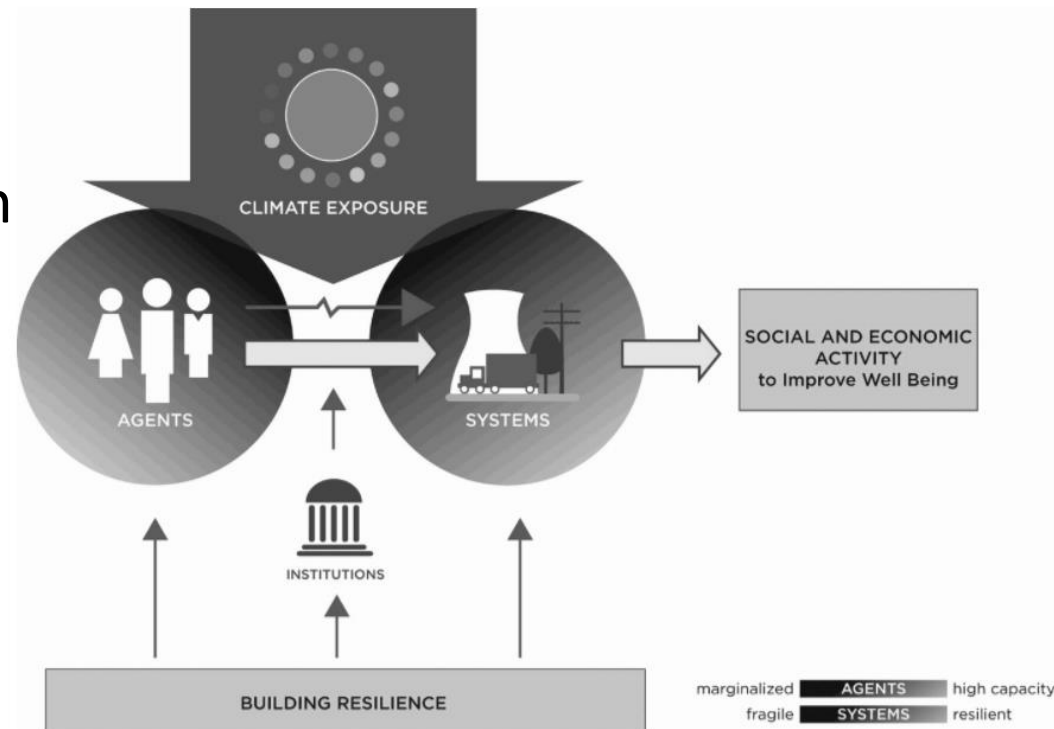 n
CLIMATE EXPOSURE
AGENTS
SYSTEMS
SOCIAL AND ECONOMIC
ACTIVITY
to Improve Well Being
INSTITUTIONS
BUILDING RESILIENCE
marginalized AGENTS high capacity
fragile SYSTEMS resilient